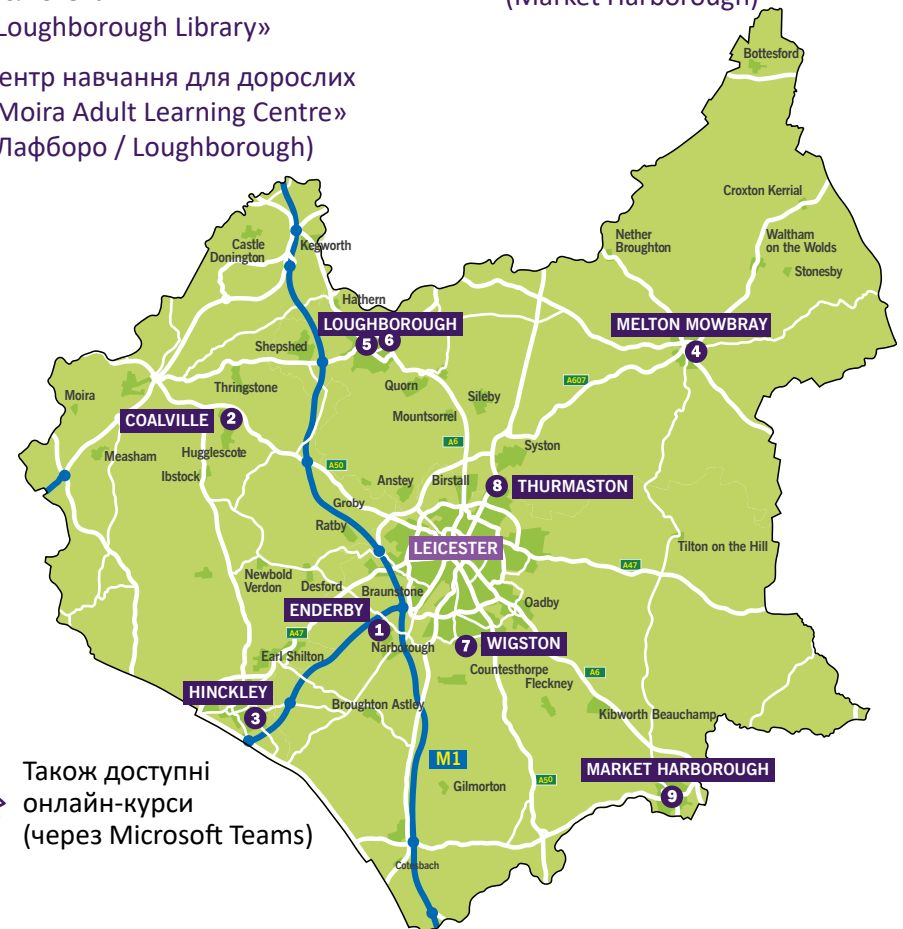 Loughborough Library»
ентр навчання для дорослих
Moira Adult Learning Centre»
Лафборо / Loughborough)
(Market Harborough)
Bottesford
Croxton Kerrial
Nether
Broughton
Waltham
on the Wolds
Stonesby
Castle
Donington
Kegworth
Hathern
LOUGHBOROUGH
5
6
MELTON MOWBRAY
4
Shepshed
A607
Moira
Thringstone
Quorn
Sileby
COALVILLE
2
Mountsorrel
A6
Syston
Measham
Hugglescote
Ibstock
A50
Anstey
Birstall
8
THURMASTON
Groby
Ratby
LEICESTER
Tilton on the Hill
A47
Newbold
Verdon
Desford
Braunstone
Oadby
ENDERBY
1
A47
Narborough
7
WIGSTON
Earl Shilton
Countesthorpe
Fleckney
A6
HINCKLEY
3
Broughton Astley
Kibworth Beauchamp
M1
MARKET HARBOROUGH
9
Gilmorton
A50
Cotesbach
Також доступні
онлайн-курси
(через Microsoft Teams)